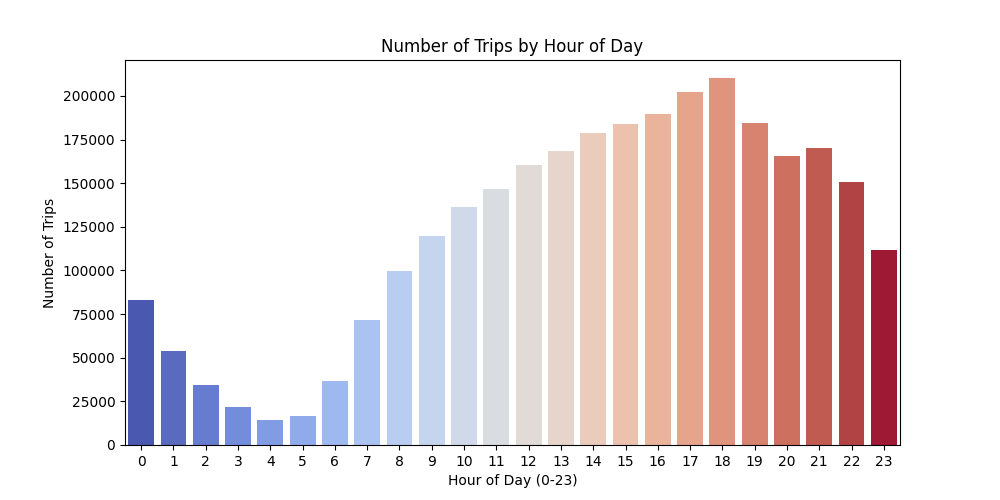 Number of Trips by Hour of Day
Number of Trips
200000
175000
150000
125000
100000
75000
50000
25000
0
0 1 2 3 4 5 6 7 8 9 10 11 12 13 14 15 16 17 18 19 20 21 22 23
Hour of Day (0-23)